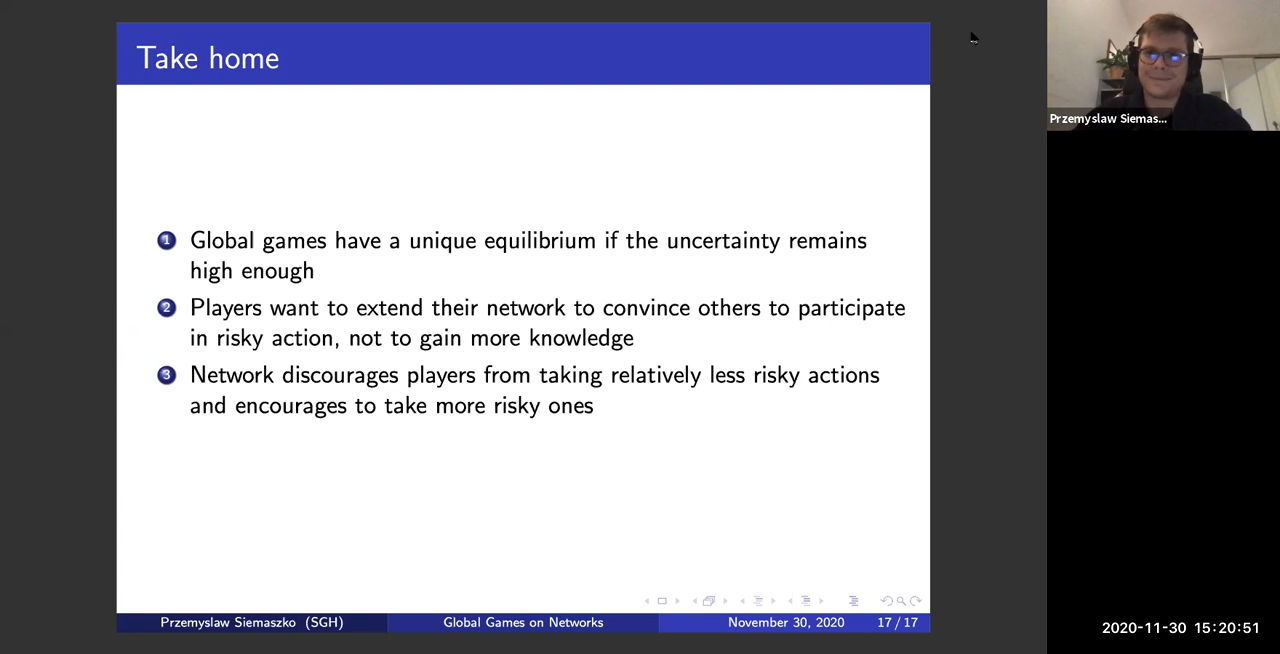 Take home
1 Global games have a unique equilibrium if the uncertainty remains
high enough
2 Players want to extend their network to convince others to participate
in risky action, not to gain more knowledge
3 Network discourages players from taking relatively less risky actions
and encourages to take more risky ones
Przemyslaw Siemaszko (SGH) Global Games on Networks November 30, 2020 17 / 17
Przemyslaw Siemas...
2020-11-30 15:20:51